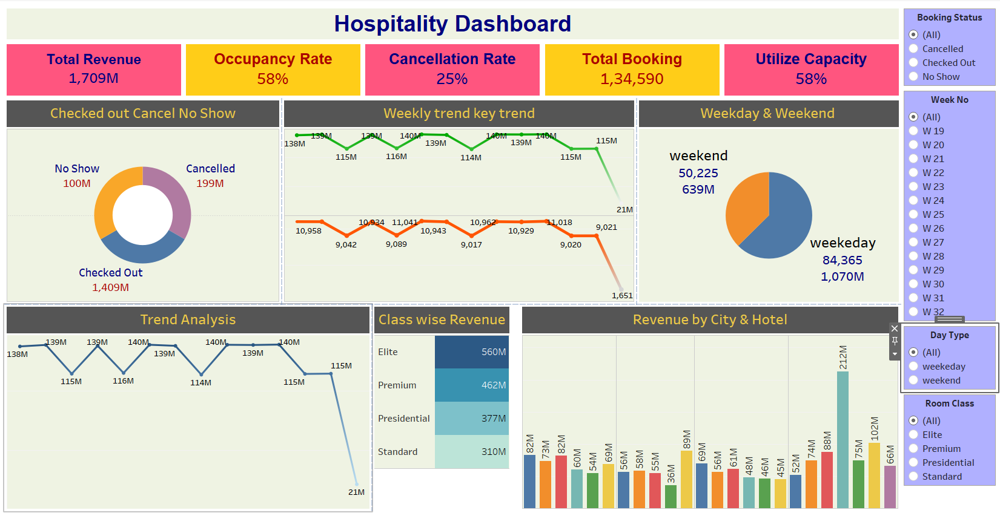 Hospitality Dashboard
Total Revenue
1,709M
Occupancy Rate
58%
Cancellation Rate
25%
Total Booking
1,34,590
Utilize Capacity
58%
Checked out Cancel No Show
No Show
100M
Cancelled
199M
Checked Out
1,409M
Weekly trend key trend
138M
139M
115M
139M
116M
140M
139M
114M
140M
139M
140M
115M
115M
21M
10,958
9,042
10,934
9,089
11,041
10,943
9,017
10,962
10,929
11,018
9,020
9,021
1,651
Weekday & Weekend
weekend
50,225
639M
weekeday
84,365
1,070M
Trend Analysis
138M
139M
115M
139M
116M
140M
139M
114M
140M
139M
140M
115M
115M
21M
Class wise Revenue
Elite 560M
Premium 462M
Presidential 377M
Standard 310M
Revenue by City & Hotel
82M
73M
82M
60M
54M
69M
56M
58M
55M
36M
89M
69M
56M
61M
48M
46M
45M
52M
74M
88M
212M
75M
102M
66M
Booking Status
(All)
Cancelled
Checked Out
No Show
Week No
(All)
W 19
W 20
W 21
W 22
W 23
W 24
W 25
W 26
W 27
W 28
W 29
W 30
W 31
W 32
Day Type
(All)
weekeday
weekend
Room Class
(All)
Elite
Premium
Presidential
Standard